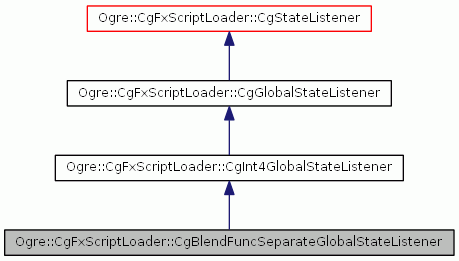 Ogre::CgFxScriptLoader::CgStateListener
Ogre::CgFxScriptLoader::CgGlobalStateListener
Ogre::CgFxScriptLoader::CgInt4GlobalStateListener
Ogre::CgFxScriptLoader::CgBlendFuncSeparateGlobalStateListener